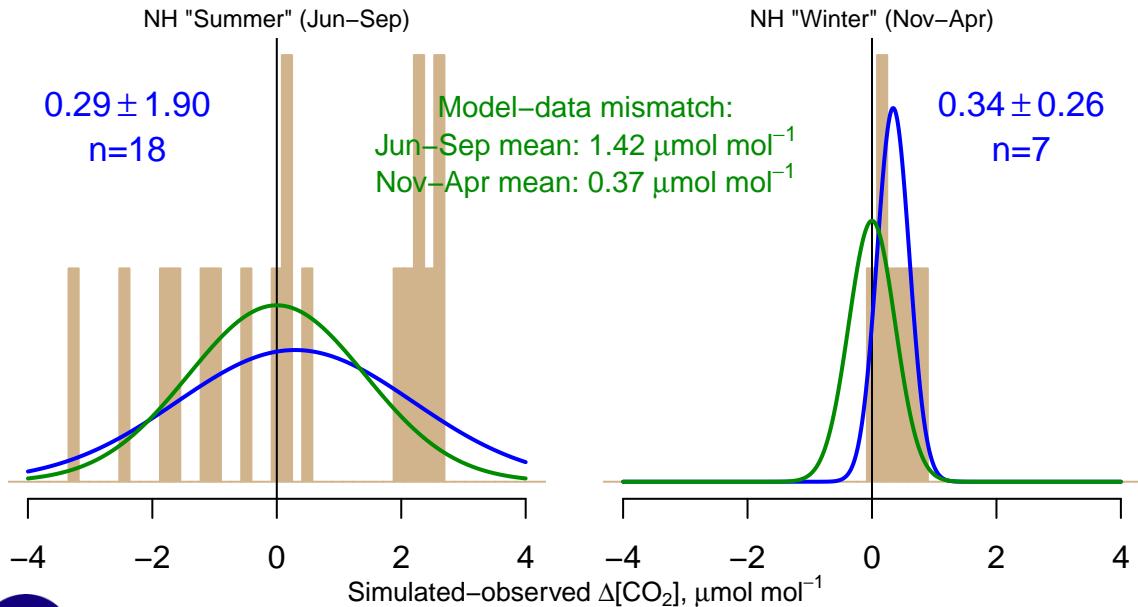 NH "Summer" (Jun−Sep)
NH "Winter" (Nov−Apr)
0.29 ± 1.90
n=18
Model−data mismatch:
Jun−Sep mean: 1.42 μmol mol⁻¹
Nov−Apr mean: 0.37 μmol mol⁻¹
0.34 ± 0.26
n=7
−4 −2 0 2 4
−4 −2 0 2 4
Simulated−observed Δ[CO₂], μmol mol⁻¹